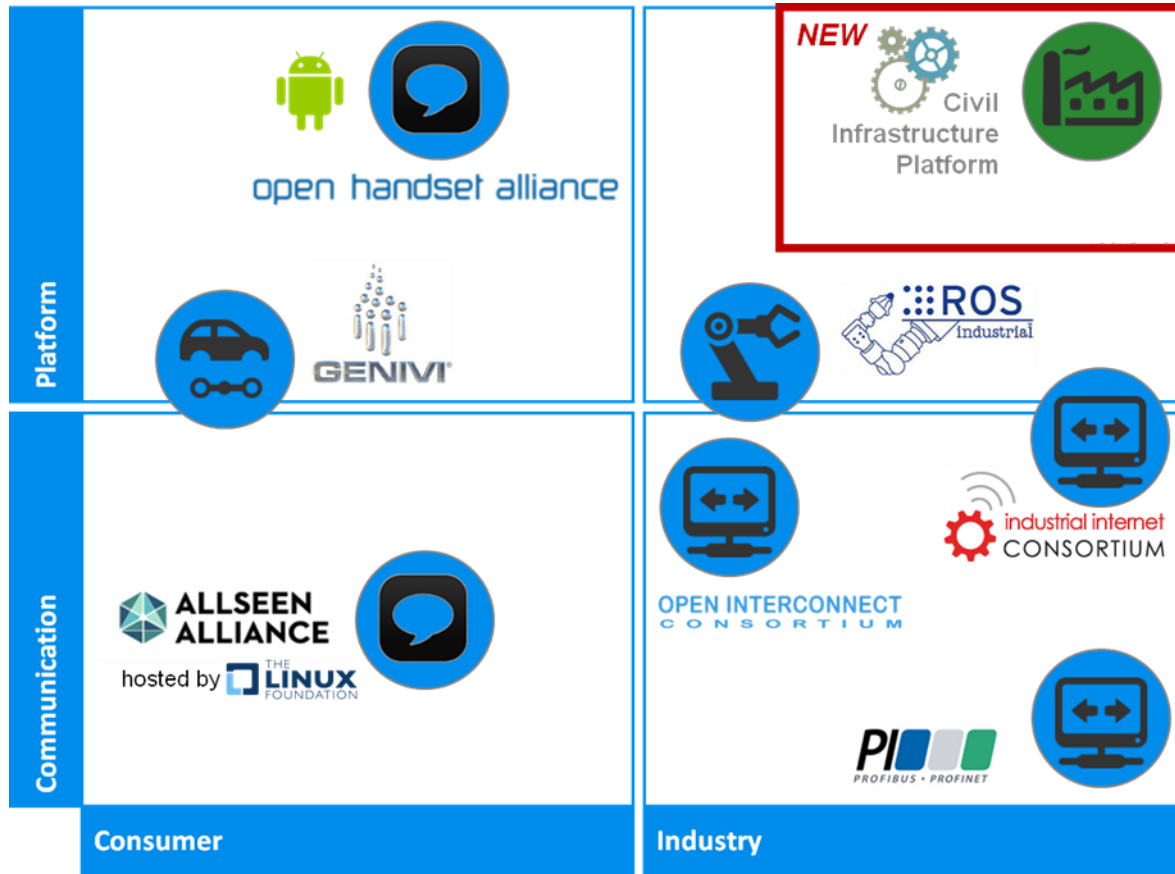 NEW
Civil
Infrastructure
Platform
open handset alliance
GENIVI®
ROS
industrial
Platform
industrial internet
CONSORTIUM
OPEN INTERCONNECT
CONSORTIUM
ALLSEEN
ALLIANCE
hosted by THE
LINUX
FOUNDATION
PI
PROFIBUS • PROFINET
Communication
Consumer
Industry